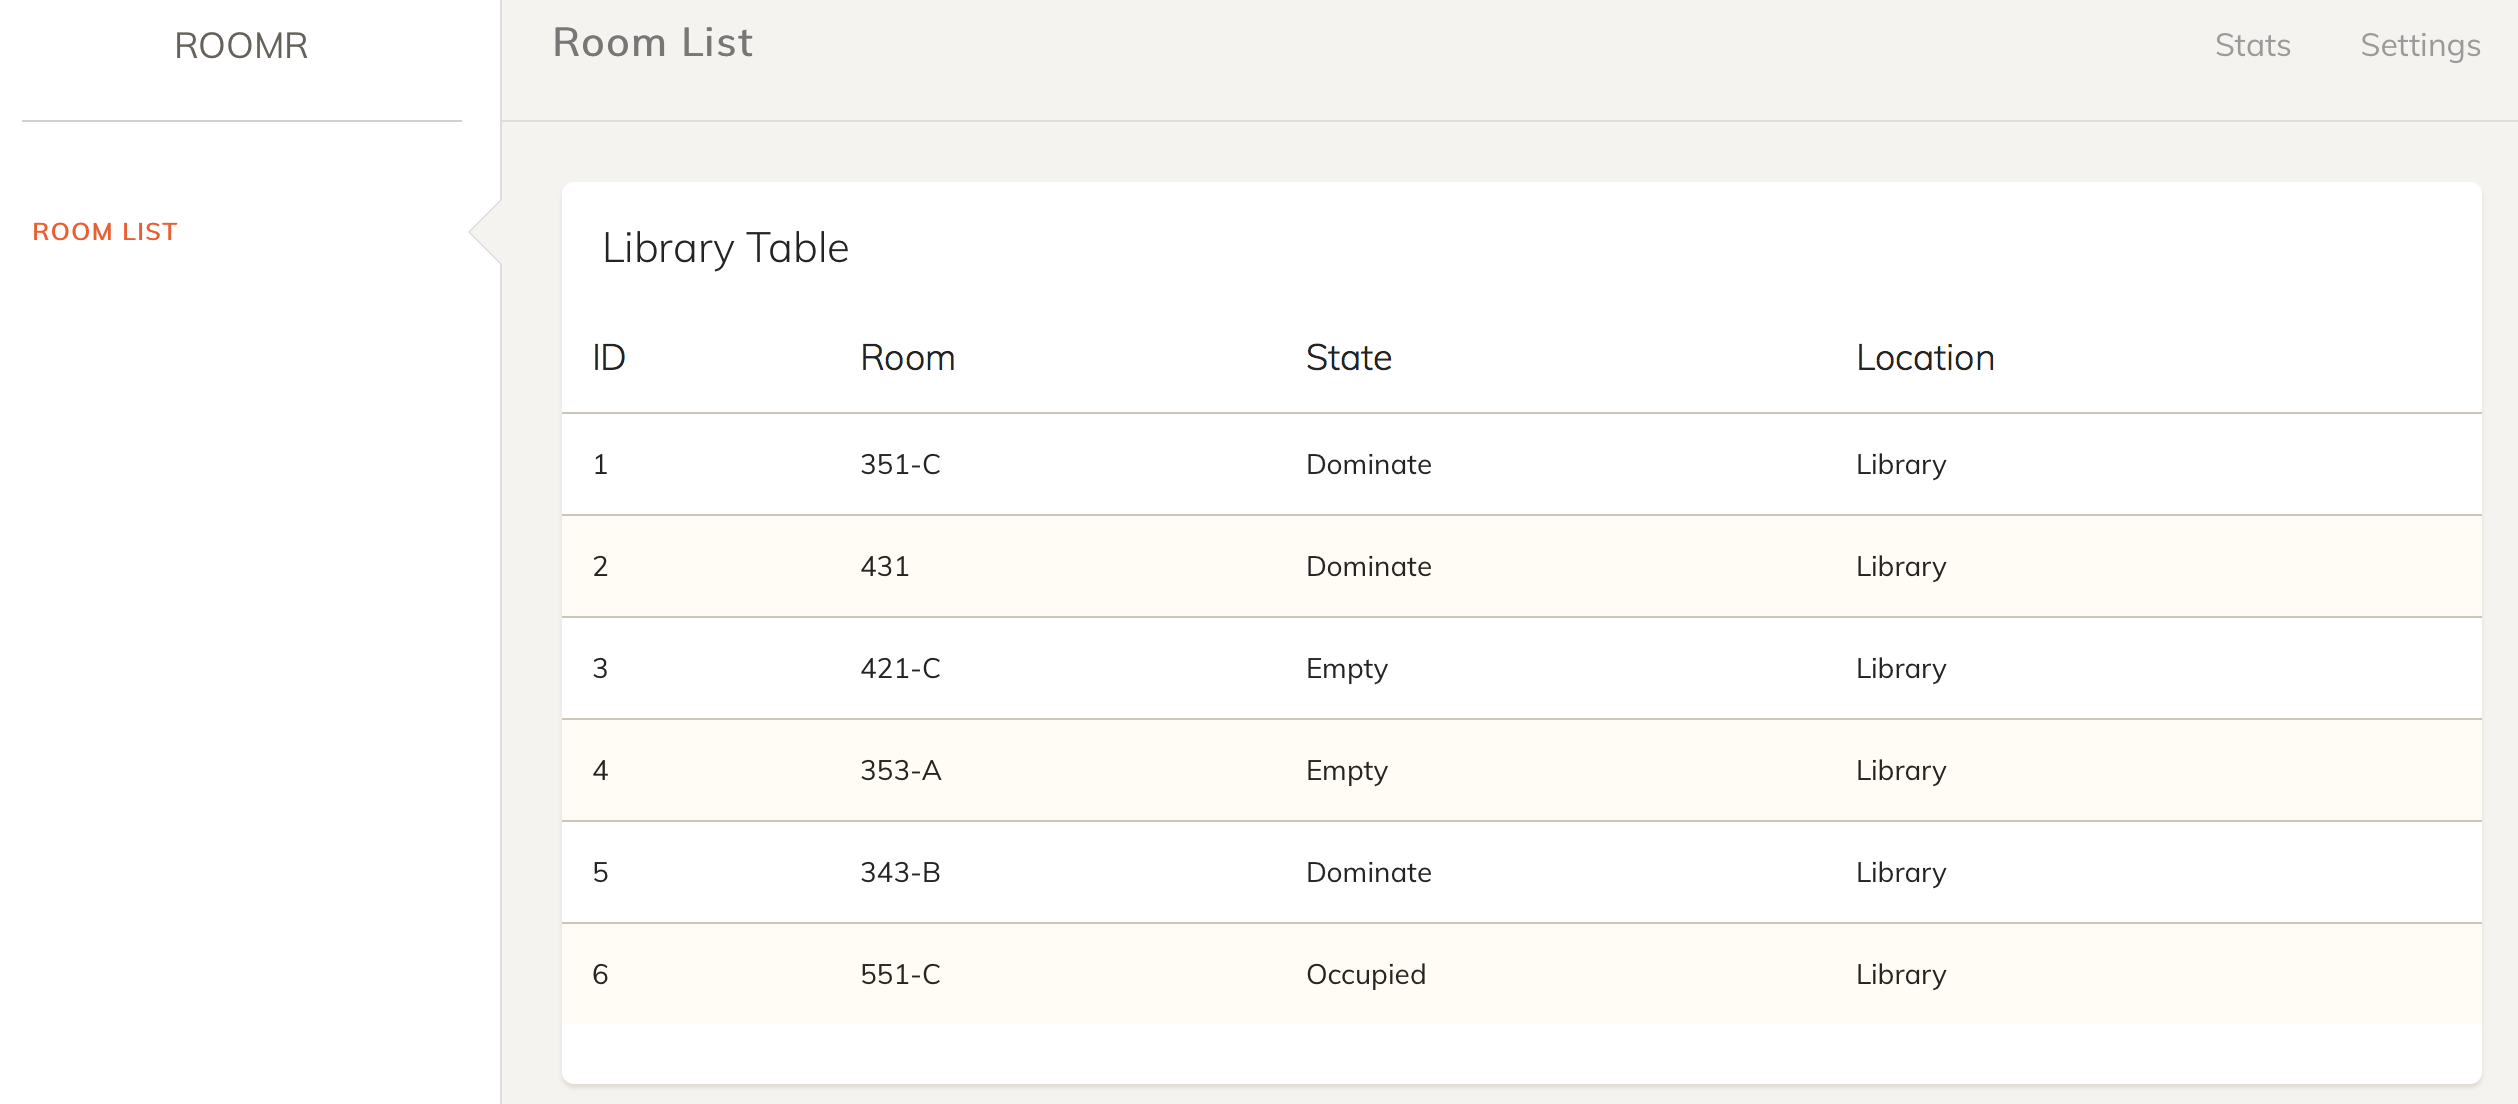 ROOMR
Room List
Stats Settings
ROOM LIST
Library Table
ID Room State Location
1 351-C Dominate Library
2 431 Dominate Library
3 421-C Empty Library
4 353-A Empty Library
5 343-B Dominate Library
6 551-C Occupied Library